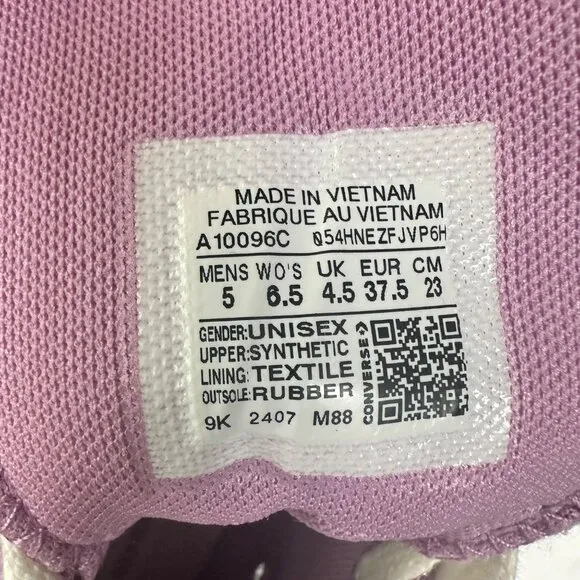 MADE IN VIETNAM
FABRIQUE AU VIETNAM
A10096C 054HNEZFJVP6H
MENS WO'S UK EUR CM
5 6.5 4.5 37.5 23
GENDER:UNISEX
UPPER:SYNTHETIC
LINING:TEXTILE
OUTSOLE:RUBBER
9K 2407 M88
CONVERSE